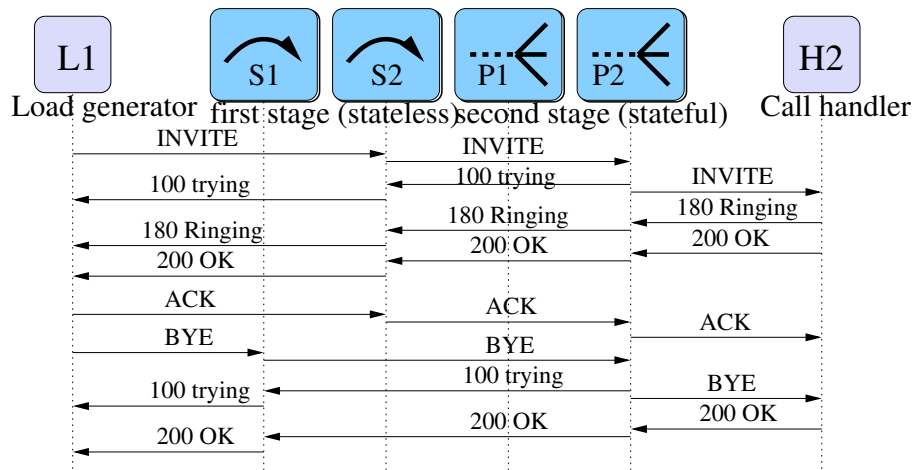 L1
S1
S2
P1
P2
H2
Load generator
first stage (stateless)
second stage (stateful)
Call handler
INVITE
INVITE
100 trying
INVITE
100 trying
180 Ringing
180 Ringing
180 Ringing
200 OK
200 OK
200 OK
ACK
ACK
ACK
BYE
BYE
100 trying
BYE
100 trying
200 OK
200 OK
200 OK